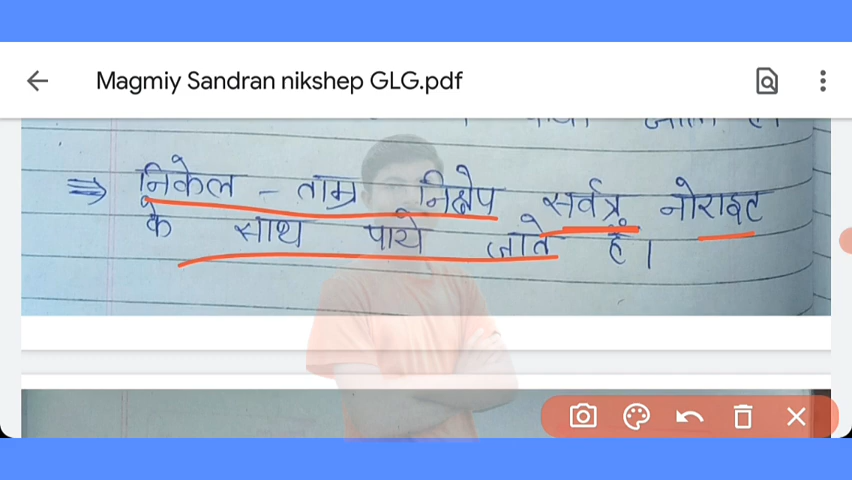 Magmiy Sandran nikshep GLG.pdf
⇒ निकेल - ताम्र निक्षेप सर्वत्र नोराइट
के साथ पाये जाते हैं।